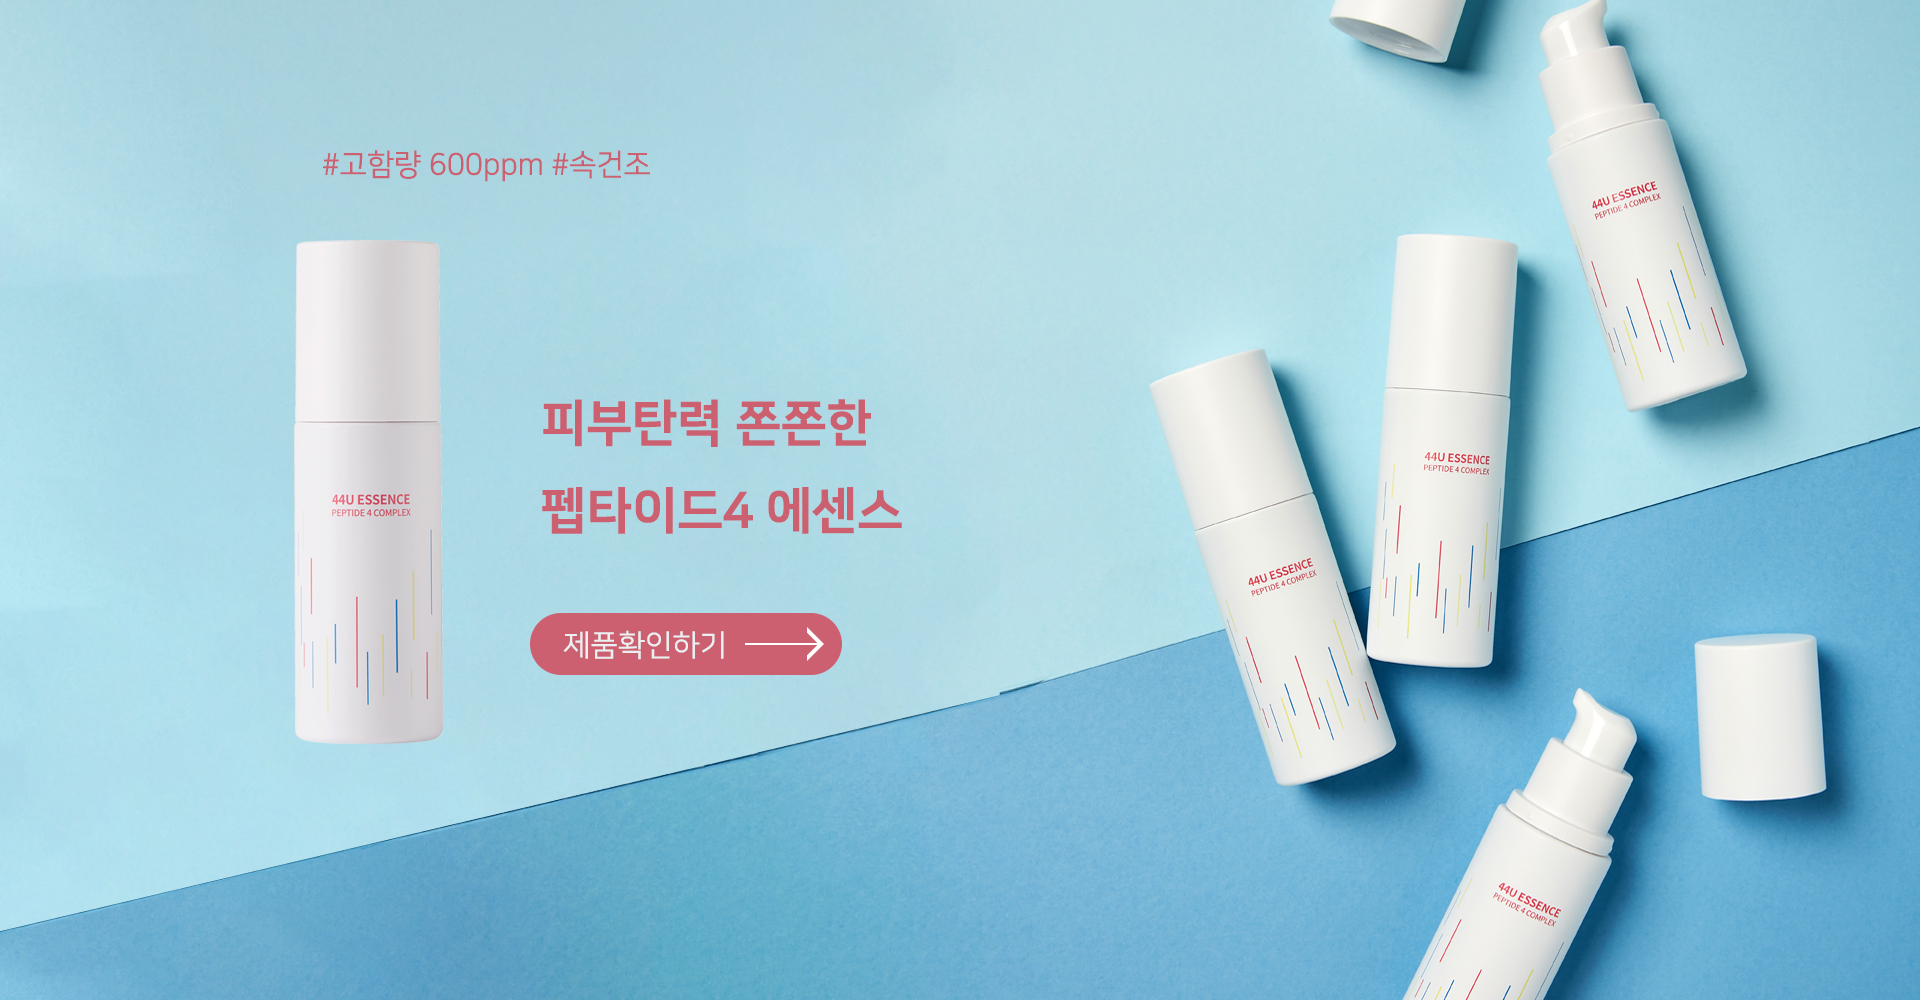 #고함량 600ppm #속건조
44U ESSENCE
PEPTIDE 4 COMPLEX
피부탄력 쫀쫀한
펩타이드4 에센스
제품확인하기
44U ESSENCE
PEPTIDE 4 COMPLEX
44U ESSENCE
PEPTIDE 4 COMPLEX
44U ESSENCE
PEPTIDE 4 COMPLEX
44U ESSENCE
PEPTIDE 4 COMPLEX